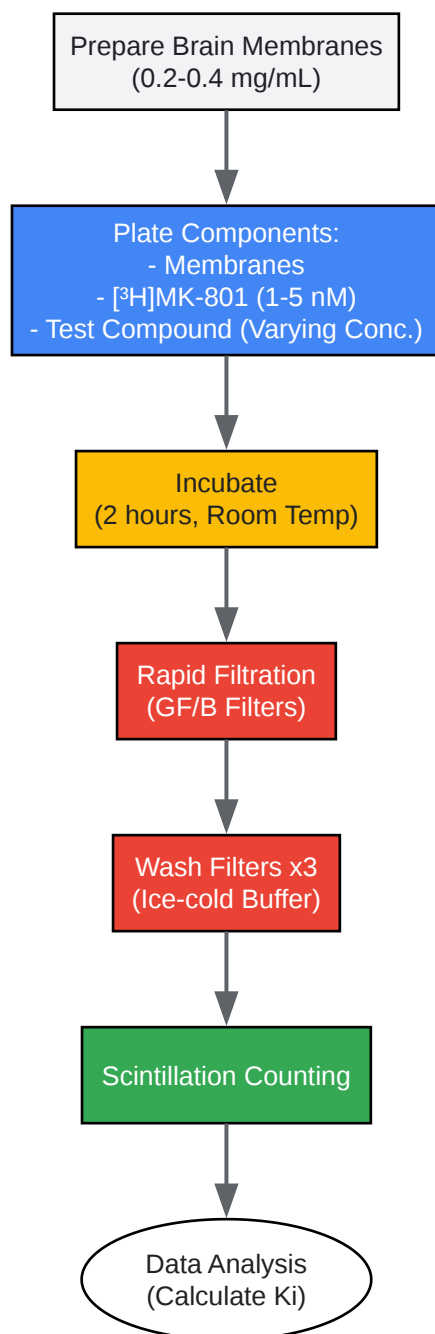 Prepare Brain Membranes
(0.2-0.4 mg/mL)
Plate Components:
- Membranes
- [³H]MK-801 (1-5 nM)
- Test Compound (Varying Conc.)
Incubate
(2 hours, Room Temp)
Rapid Filtration
(GF/B Filters)
Wash Filters x3
(Ice-cold Buffer)
Scintillation Counting
Data Analysis
(Calculate Ki)